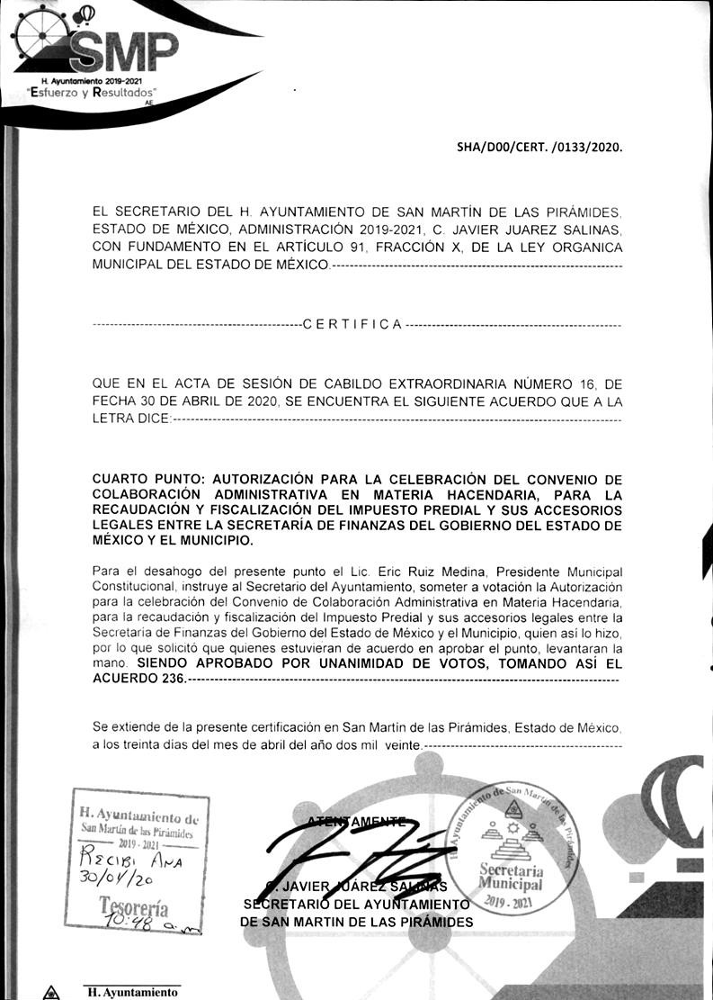 SMP
H. Ayuntamiento 2019-2021
"Esfuerzo y Resultados"
AE
SHA/D00/CERT. /0133/2020.
EL SECRETARIO DEL H. AYUNTAMIENTO DE SAN MARTÍN DE LAS PIRÁMIDES,
ESTADO DE MÉXICO, ADMINISTRACIÓN 2019-2021, C. JAVIER JUAREZ SALINAS,
CON FUNDAMENTO EN EL ARTÍCULO 91, FRACCIÓN X, DE LA LEY ORGANICA
MUNICIPAL DEL ESTADO DE MÉXICO.--------------------------------------------------------------------
-------------------------------------------------C E R T I F I C A --------------------------------------------------
QUE EN EL ACTA DE SESIÓN DE CABILDO EXTRAORDINARIA NÚMERO 16, DE
FECHA 30 DE ABRIL DE 2020, SE ENCUENTRA EL SIGUIENTE ACUERDO QUE A LA
LETRA DICE:---------------------------------------------------------------------------------------------------------
CUARTO PUNTO: AUTORIZACIÓN PARA LA CELEBRACIÓN DEL CONVENIO DE
COLABORACIÓN ADMINISTRATIVA EN MATERIA HACENDARIA, PARA LA
RECAUDACIÓN Y FISCALIZACIÓN DEL IMPUESTO PREDIAL Y SUS ACCESORIOS
LEGALES ENTRE LA SECRETARÍA DE FINANZAS DEL GOBIERNO DEL ESTADO DE
MÉXICO Y EL MUNICIPIO.
Para el desahogo del presente punto el Lic. Eric Ruiz Medina, Presidente Municipal
Constitucional, instruye al Secretario del Ayuntamiento, someter a votación la Autorización
para la celebración del Convenio de Colaboración Administrativa en Materia Hacendaria,
para la recaudación y fiscalización del Impuesto Predial y sus accesorios legales entre la
Secretaría de Finanzas del Gobierno del Estado de México y el Municipio, quien así lo hizo,
por lo que solicitó que quienes estuvieran de acuerdo en aprobar el punto, levantaran la
mano. SIENDO APROBADO POR UNANIMIDAD DE VOTOS, TOMANDO ASÍ EL
ACUERDO 236.-----------------------------------------------------------------------------------------------------
Se extiende de la presente certificación en San Martín de las Pirámides, Estado de México,
a los treinta días del mes de abril del año dos mil veinte.-----------------------------------------------
H. Ayuntamiento de
San Martín de las Pirámides
2019 - 2021
RECIBI ANA
30/04/20
Tesorería
10:48 a.m
ATENTAMENTE
C. JAVIER JUÁREZ SALINAS
SECRETARIO DEL AYUNTAMIENTO
DE SAN MARTIN DE LAS PIRÁMIDES
H. Ayuntamiento de San Martín de las Pirámides
Secretaria
Municipal
2019 - 2021
H. Ayuntamiento